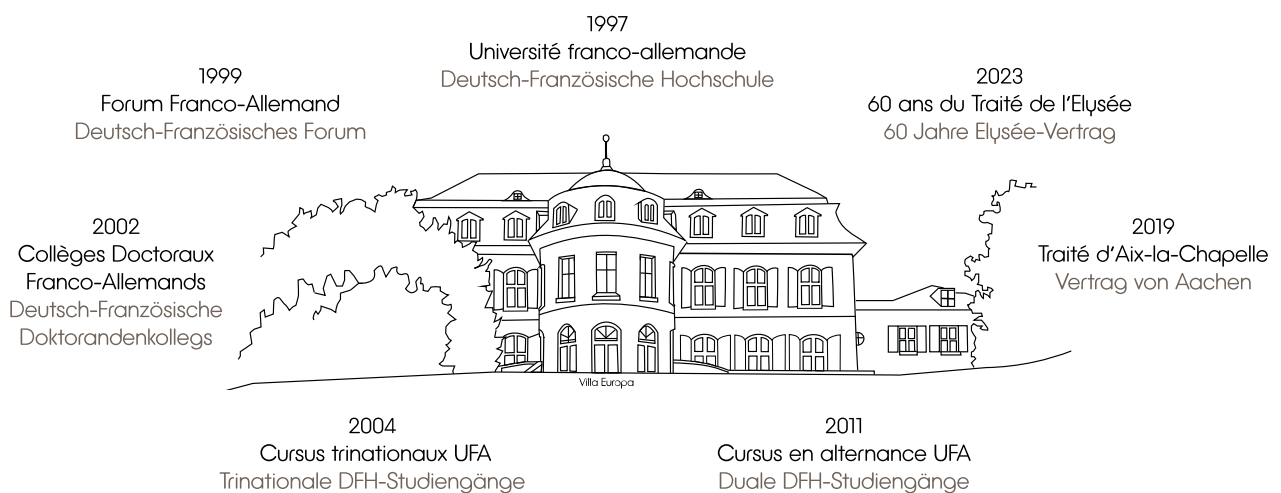 1997
Université franco-allemande
Deutsch-Französische Hochschule
1999
Forum Franco-Allemand
Deutsch-Französisches Forum
2023
60 ans du Traité de l'Elysée
60 Jahre Elysée-Vertrag
2002
Collèges Doctoraux
Franco-Allemands
Deutsch-Französische
Doktorandenkollegs
2019
Traité d'Aix-la-Chapelle
Vertrag von Aachen
Villa Europa
2004
Cursus trinationaux UFA
Trinationale DFH-Studiengänge
2011
Cursus en alternance UFA
Duale DFH-Studiengänge